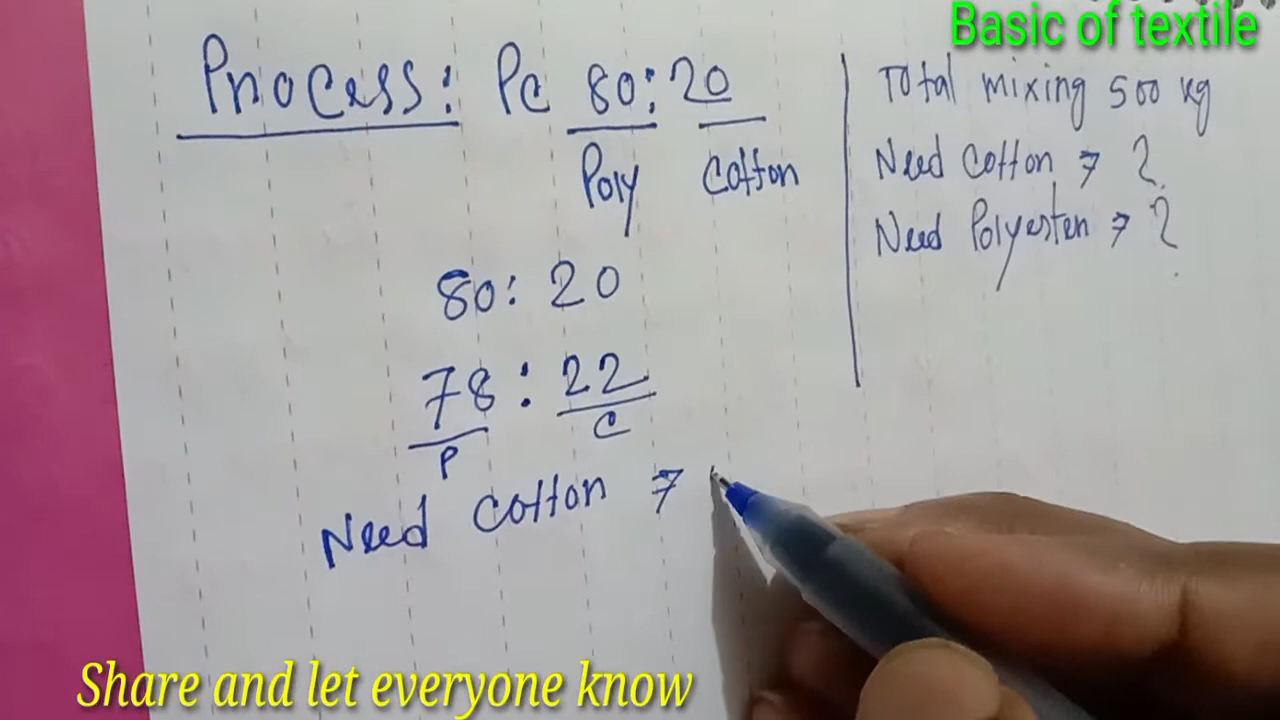 Basic of textile
Process: PC 80:20
Poly Cotton
Total mixing 500 kg
Need Cotton = ?
Need Polyester = ?
80:20
78:22
P C
Need Cotton =
Share and let everyone know